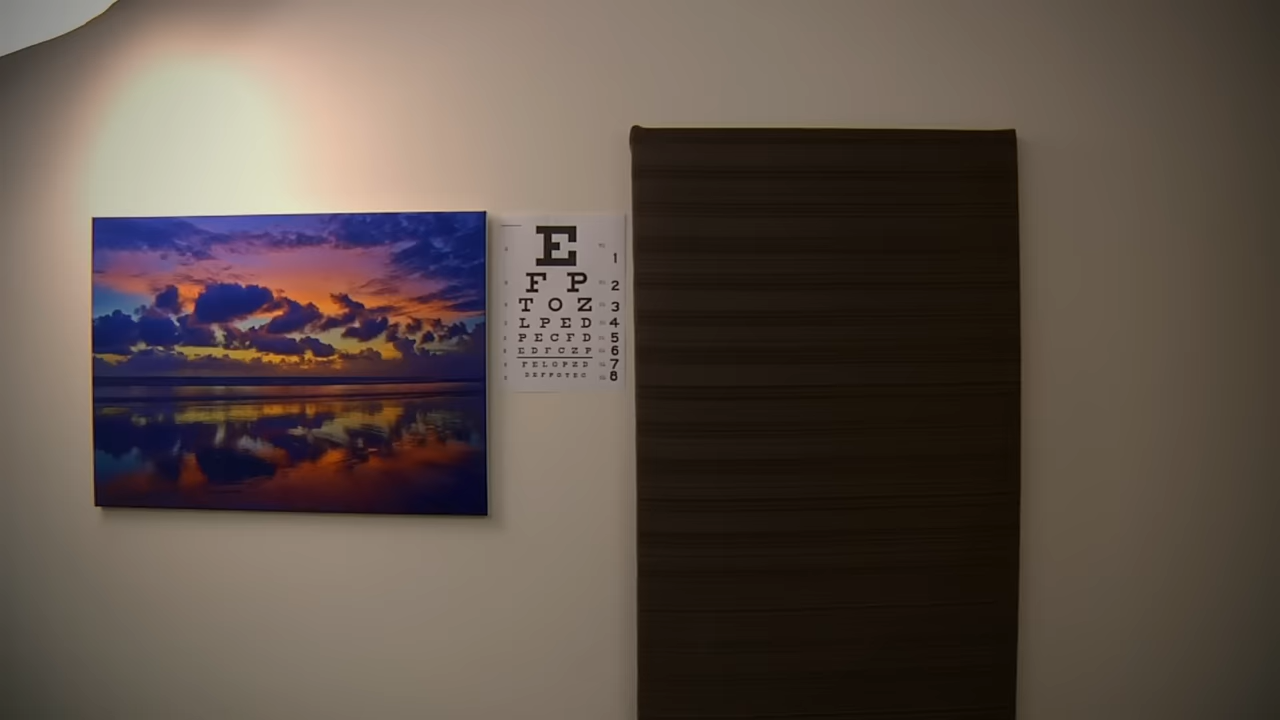 E 1
F P 2
T O Z 3
L P E D 4
P E C F D 5
E D F C Z P 6
F E L O P Z D 7
D E F P O T E C 8